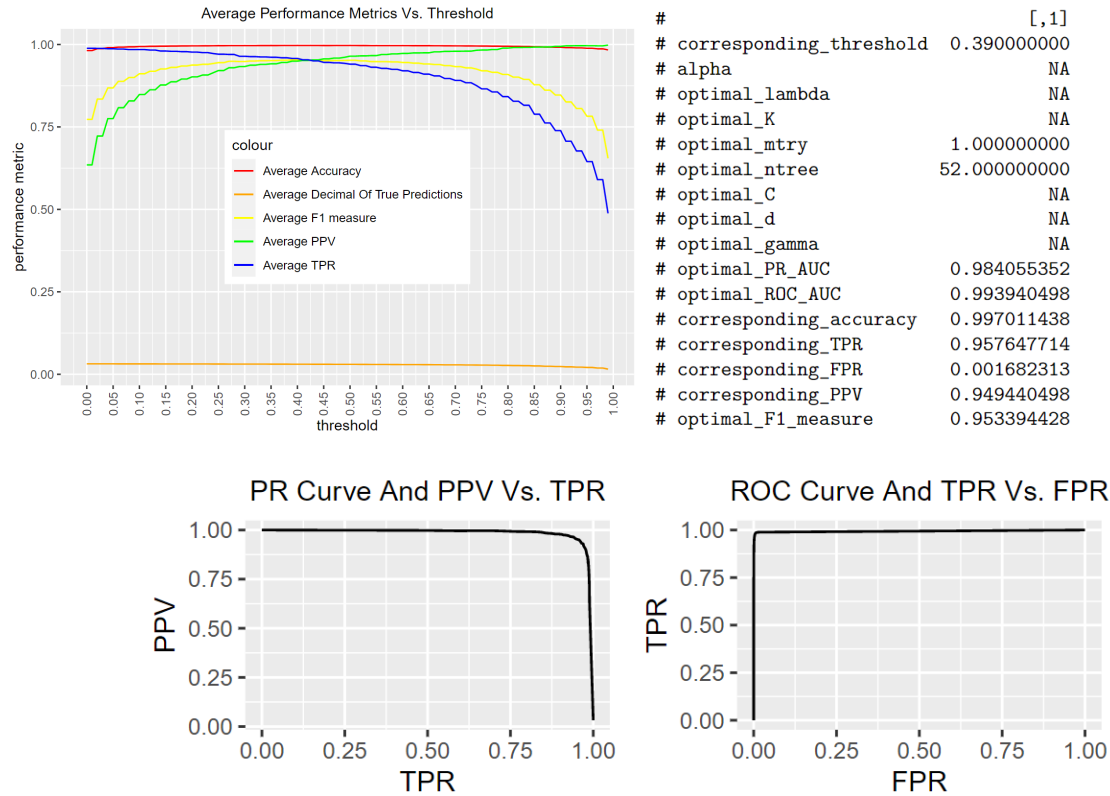 Average Performance Metrics Vs. Threshold
performance metric
1.00
0.75
0.50
0.25
0.00
colour
Average Accuracy
Average Decimal Of True Predictions
Average F1 measure
Average PPV
Average TPR
0.00 0.05 0.10 0.15 0.20 0.25 0.30 0.35 0.40 0.45 0.50 0.55 0.60 0.65 0.70 0.75 0.80 0.85 0.90 0.95 1.00
threshold
# [,1]
# corresponding_threshold 0.390000000
# alpha NA
# optimal_lambda NA
# optimal_K NA
# optimal_mtry 1.000000000
# optimal_ntree 52.000000000
# optimal_C NA
# optimal_d NA
# optimal_gamma NA
# optimal_PR_AUC 0.984055352
# optimal_ROC_AUC 0.993940498
# corresponding_accuracy 0.997011438
# corresponding_TPR 0.957647714
# corresponding_FPR 0.001682313
# corresponding_PPV 0.949440498
# optimal_F1_measure 0.953394428
PR Curve And PPV Vs. TPR
PPV
1.00
0.75
0.50
0.25
0.00
0.00 0.25 0.50 0.75 1.00
TPR
ROC Curve And TPR Vs. FPR
TPR
1.00
0.75
0.50
0.25
0.00
0.00 0.25 0.50 0.75 1.00
FPR